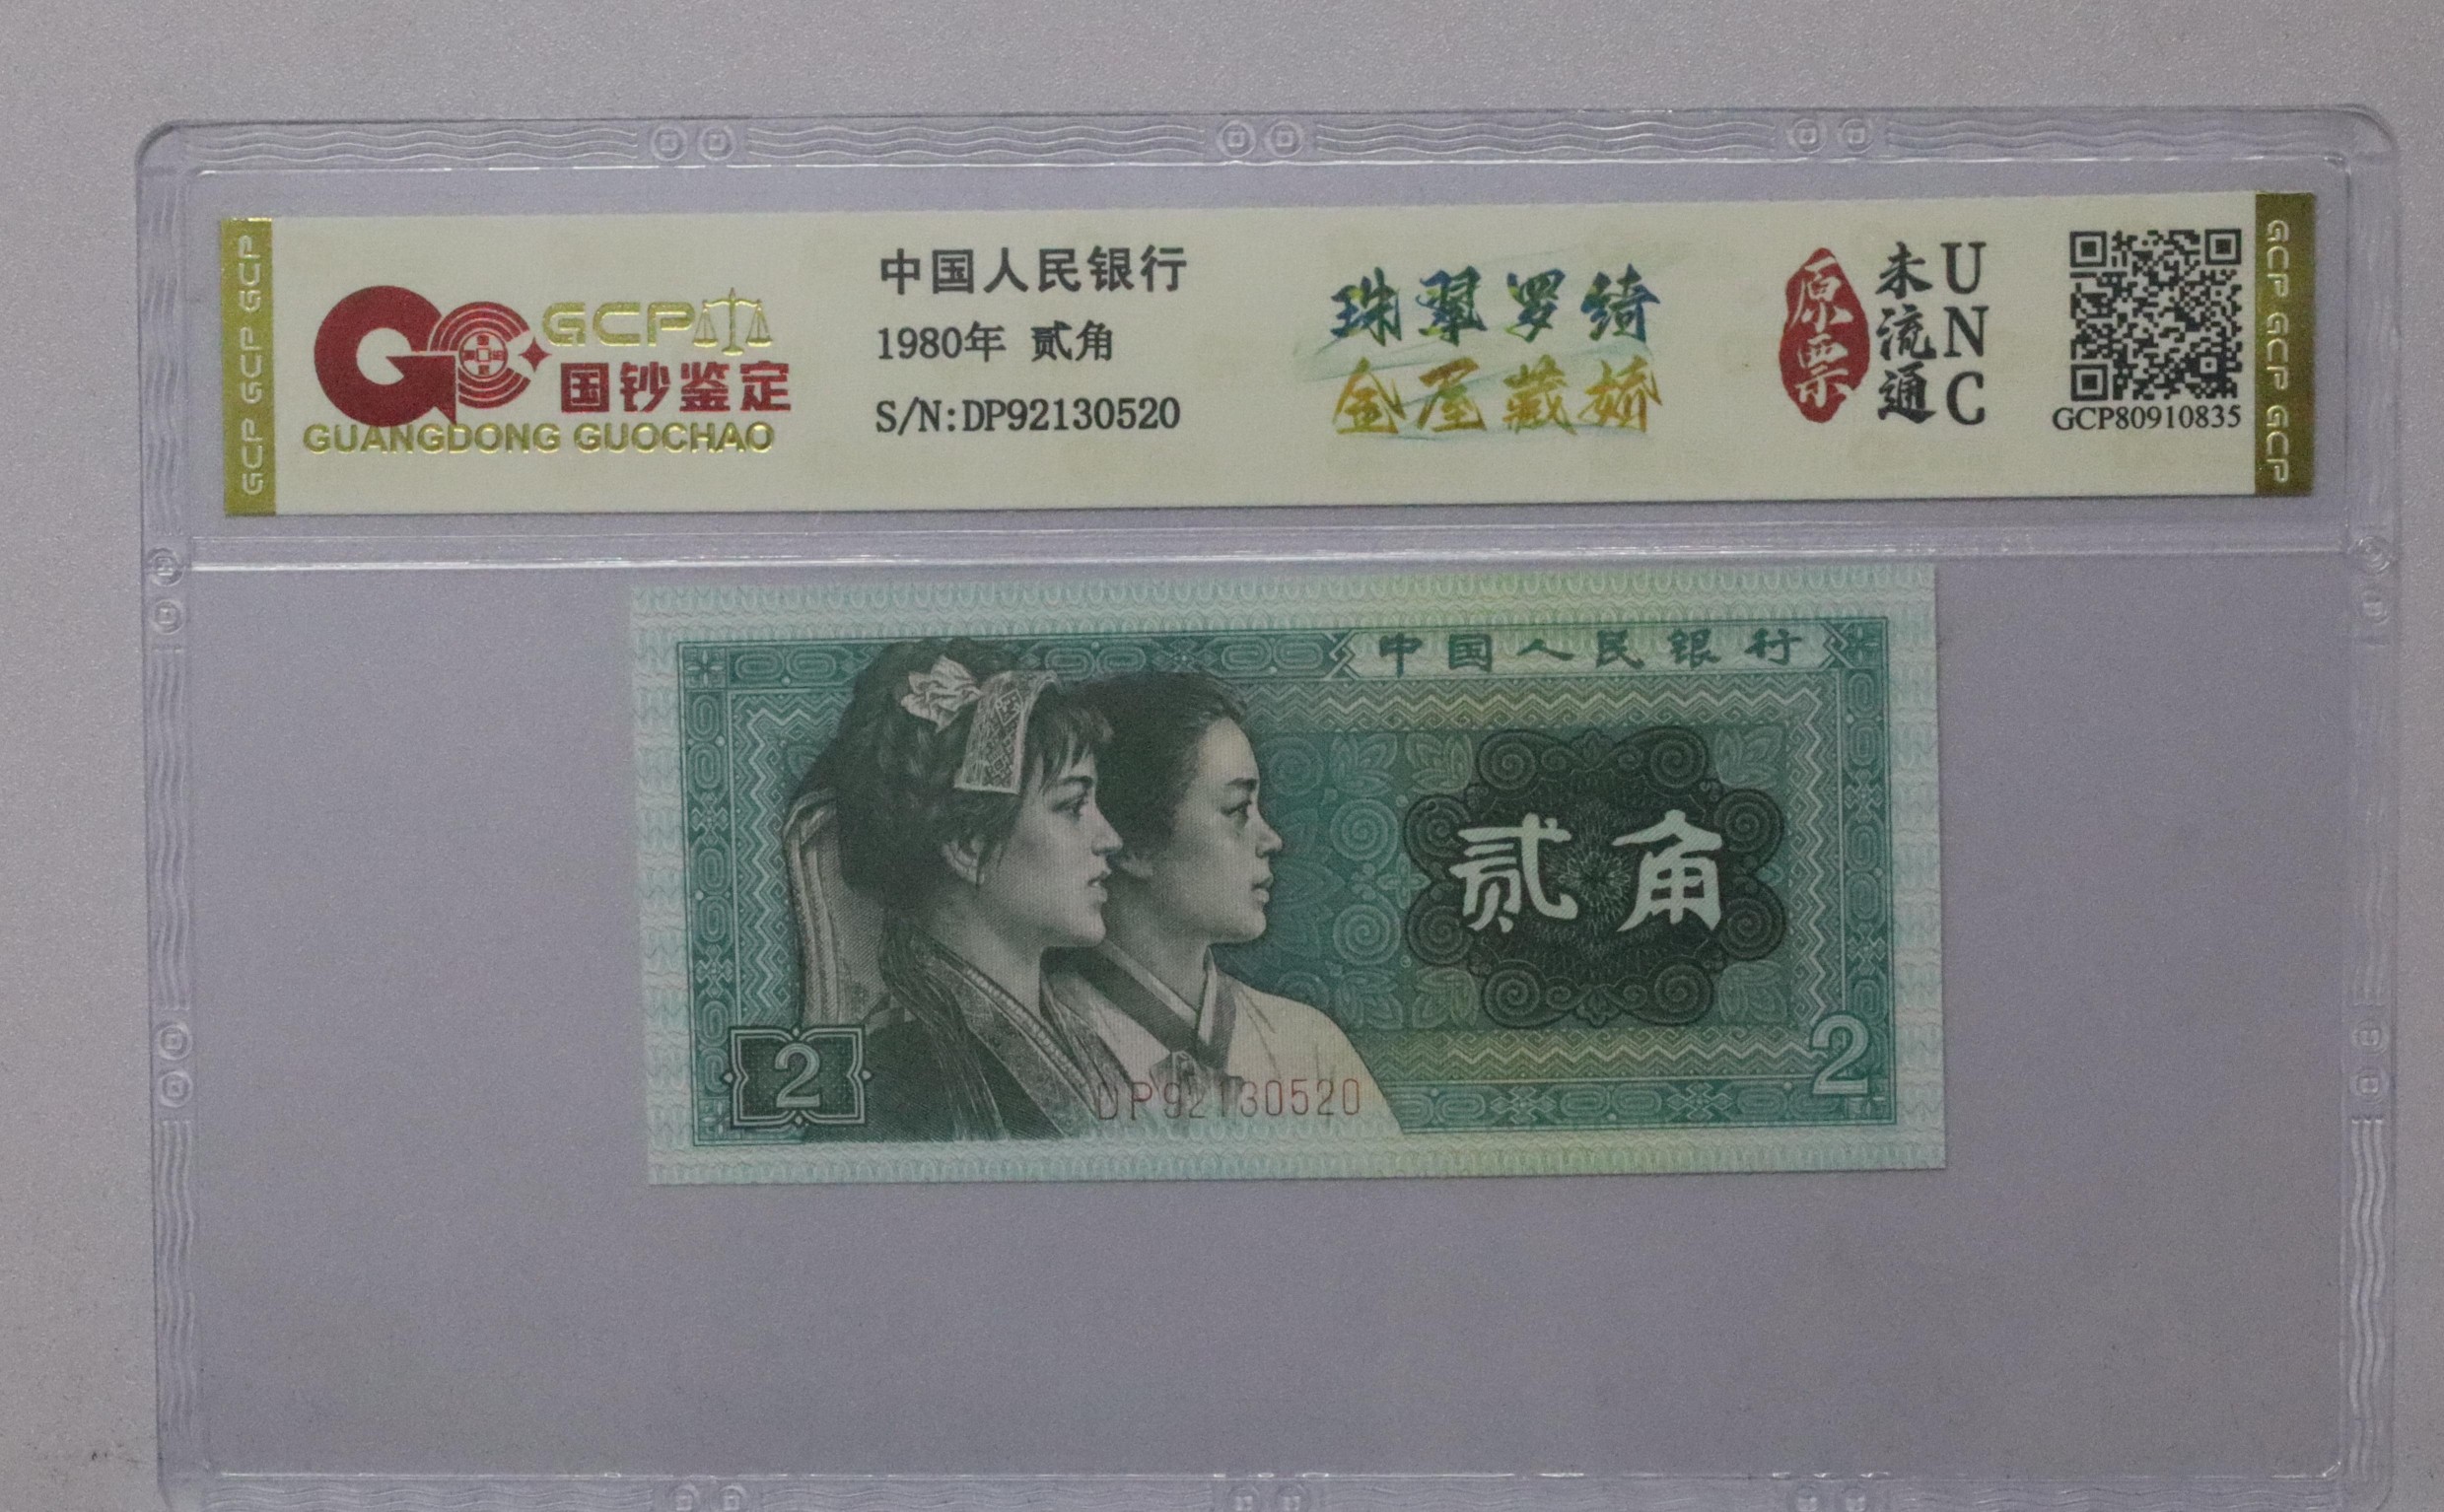 GCP GCP GCP
GCP
国钞鉴定
GUANGDONG GUOCHAO
中国人民银行
1980年 贰角
S/N:DP92130520
珠翠罗绮
金屋藏娇
原票
未流通
UNC
GCP80910835
GCP GCP GCP
中国人民银行
贰角
2
2
DP92130520